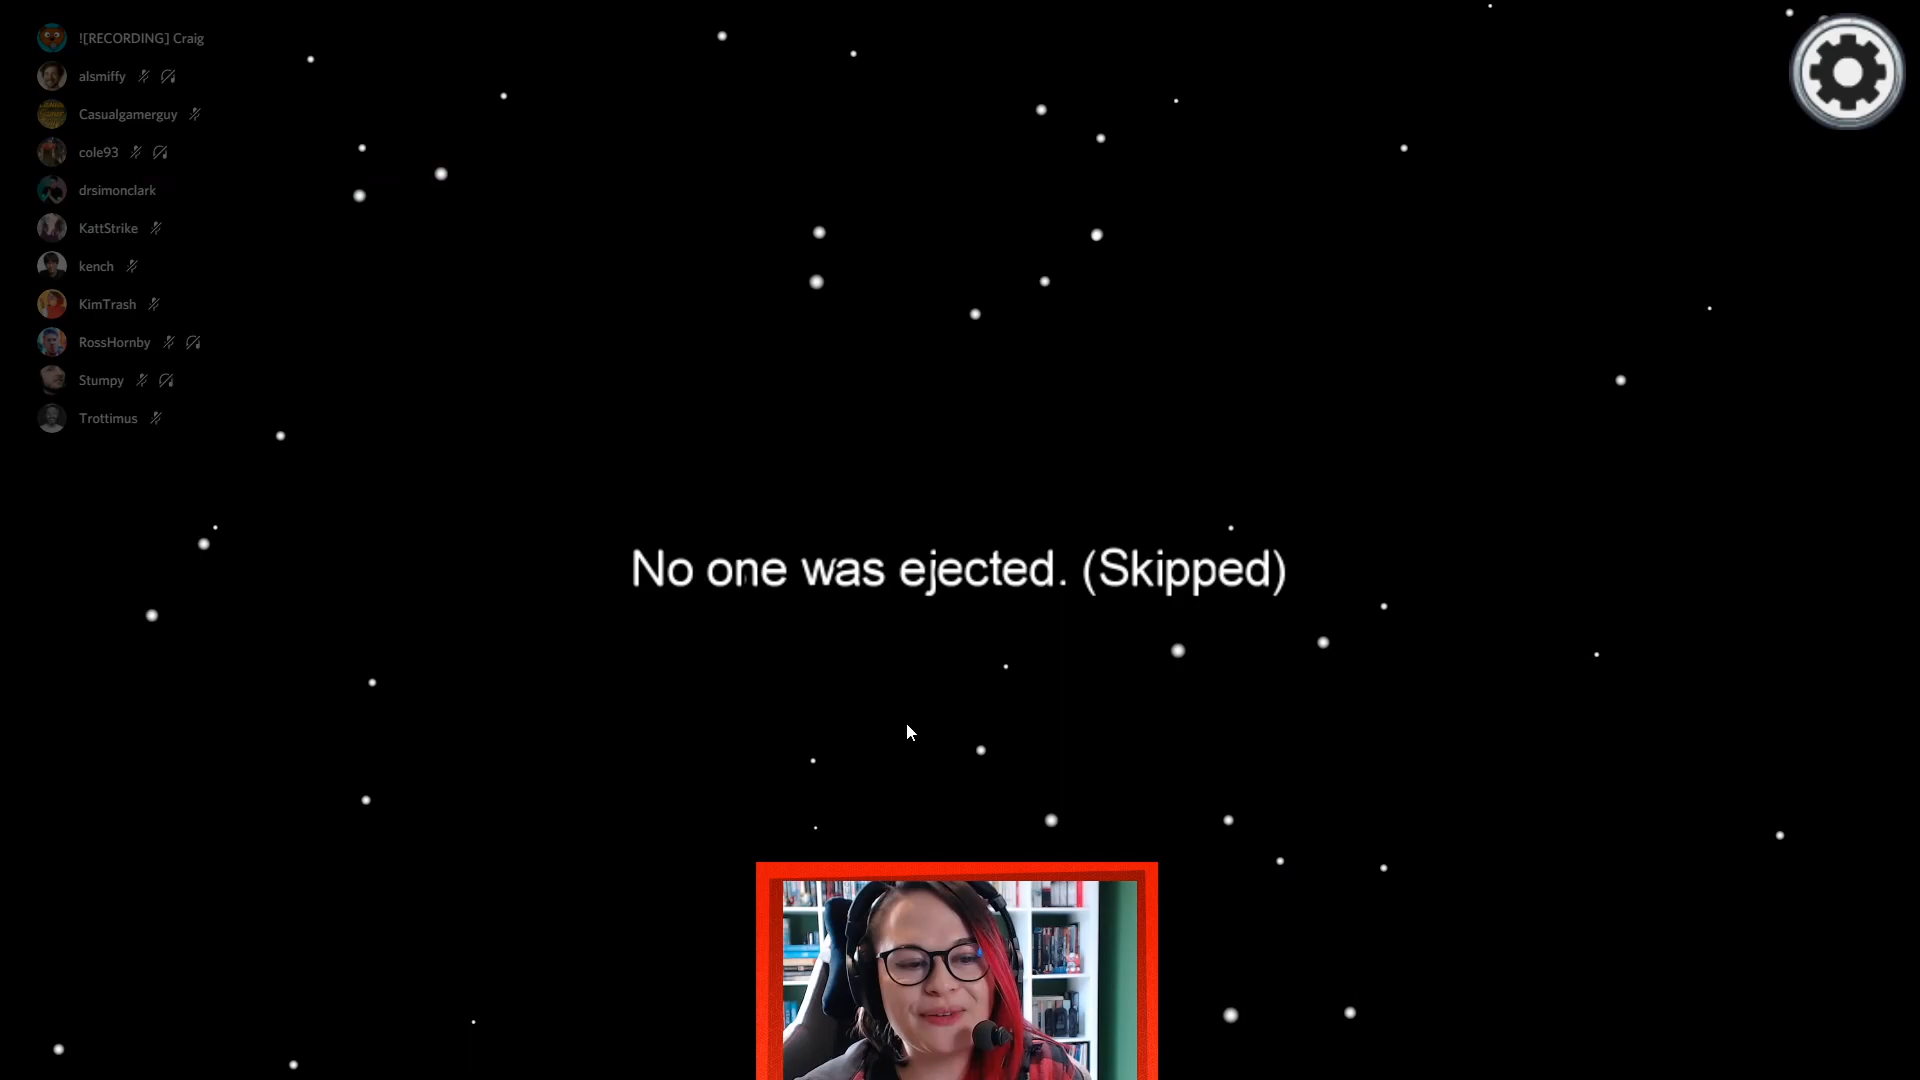 ![RECORDING] Craig
alsmiffy
Casualgamerguy
cole93
drsimonclark
KattStrike
kench
KimTrash
RossHornby
Stumpy
Trottimus
No one was ejected. (Skipped)